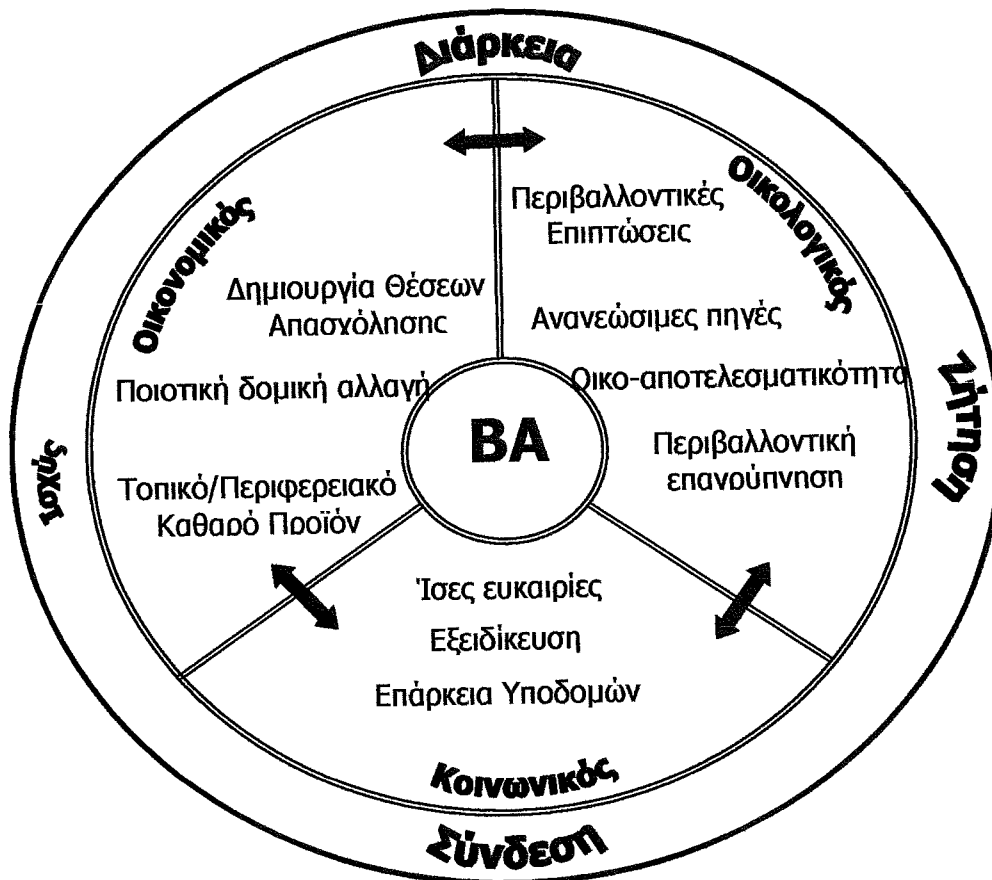 Διάρκεια
Οικονομικός
Οικολογικός
Περιβαλλοντικές
Επιπτώσεις
Δημιουργία Θέσεων
Απασχόλησης
Ανανεώσιμες πηγές
Ποιοτική δομική αλλαγή
Οικο-αποτελεσματικότητα
ΒΑ
Ζήτηση
Ισχύς
Περιβαλλοντική
επαγρύπνηση
Τοπικό/Περιφερειακό
Καθαρό Προϊόν
Ίσες ευκαιρίες
Εξειδίκευση
Επάρκεια Υποδομών
Κοινωνικός
Σύνδεση